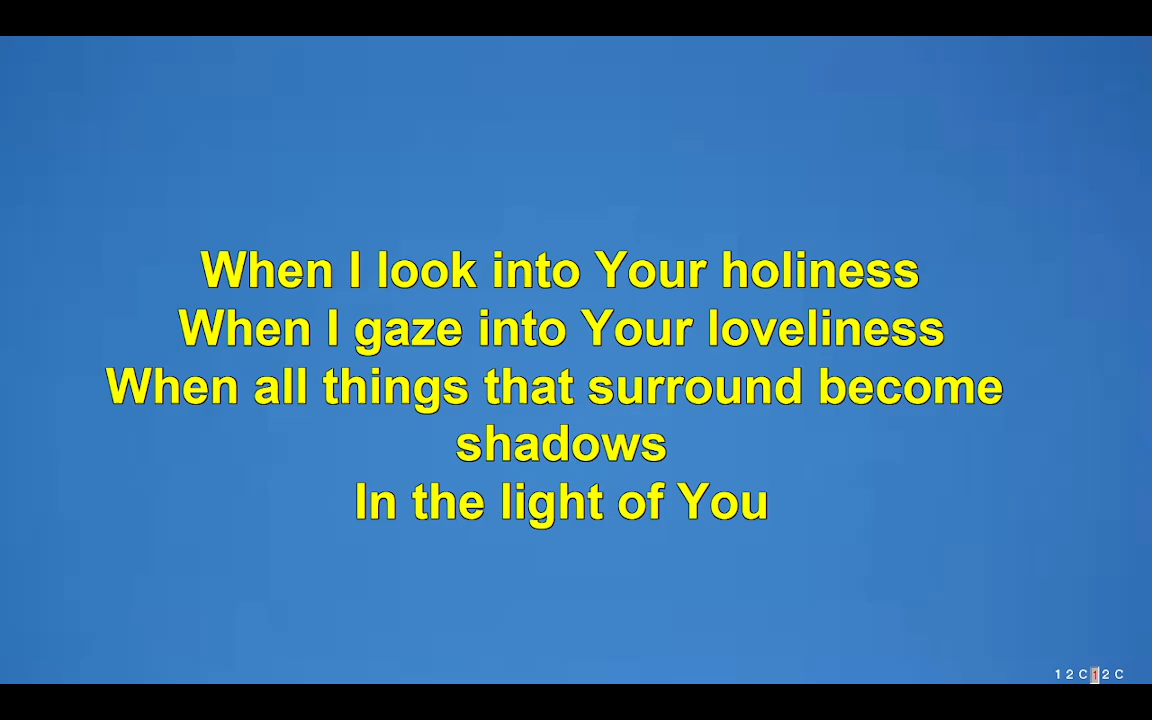 When I look into Your holiness
When I gaze into Your loveliness
When all things that surround become
shadows
In the light of You
1 2 C 1 2 C